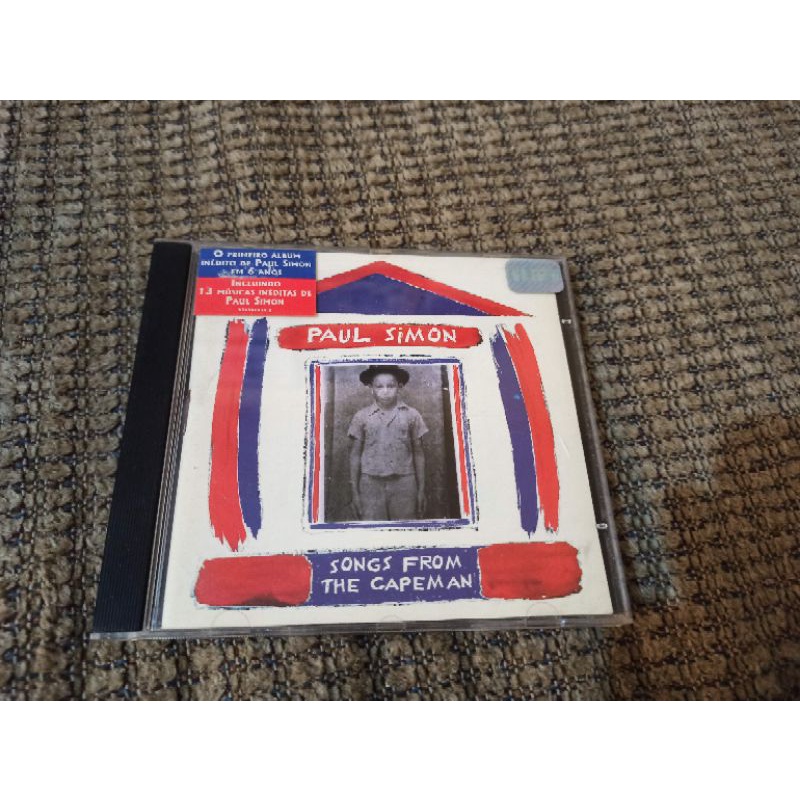 O PRIMEIRO ÁLBUM
INÉDITO DE PAUL SIMON
EM 6 ANOS
INCLUINDO
13 MÚSICAS INÉDITAS DE
PAUL SIMON
PAUL SiMON
SONGS FROM
THE CAPEMAN